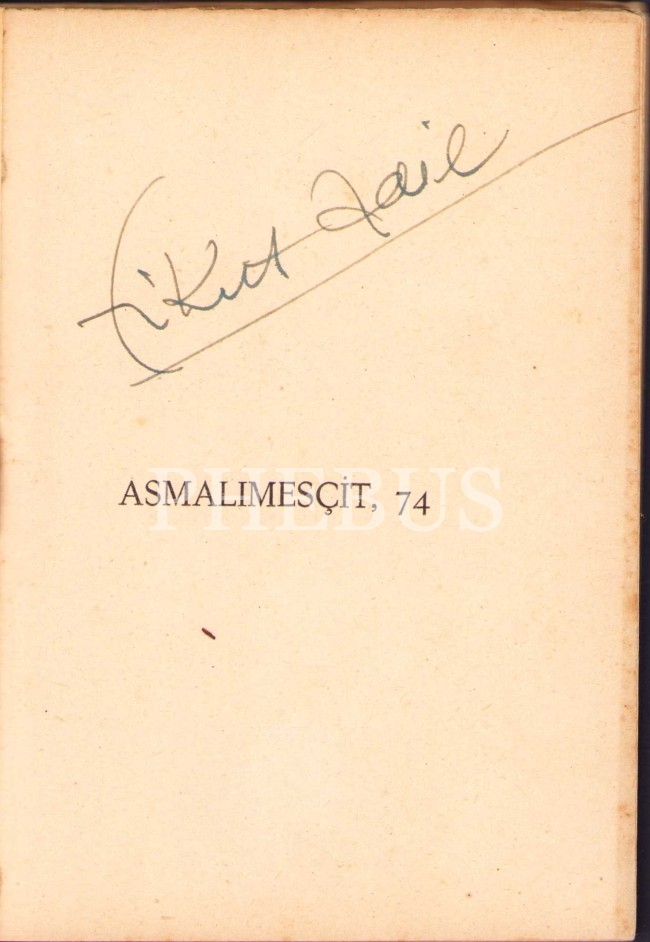 Fikret Adil
ASMALIMESÇİT, 74
PHEBUS